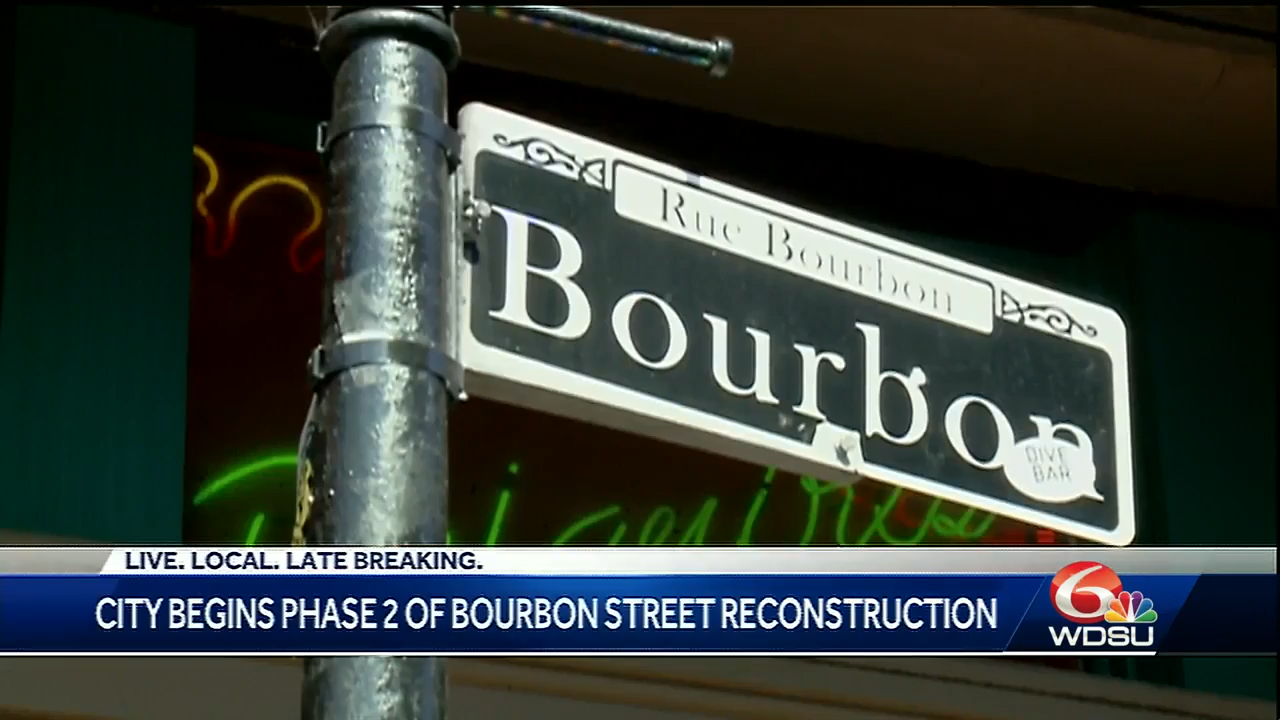 Rue Bourbon
Bourbon
DIVE
BAR
LIVE. LOCAL. LATE BREAKING.
CITY BEGINS PHASE 2 OF BOURBON STREET RECONSTRUCTION
6
WDSU